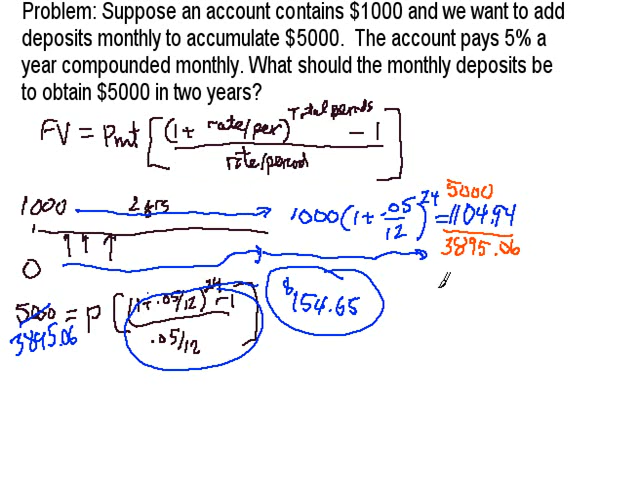 Problem: Suppose an account contains $1000 and we want to add
deposits monthly to accumulate $5000. The account pays 5% a
year compounded monthly. What should the monthly deposits be
to obtain $5000 in two years?
FV = Pmt [ (1 + rate/per)^Total periods - 1
rate/period ]
1000 2 yrs 1000(1 + .05/12)^24 = 1104.94
5000
3895.06
0
5000 = P [ (1 + .05/12)^24 - 1
.05/12 ]
3895.06
$154.65